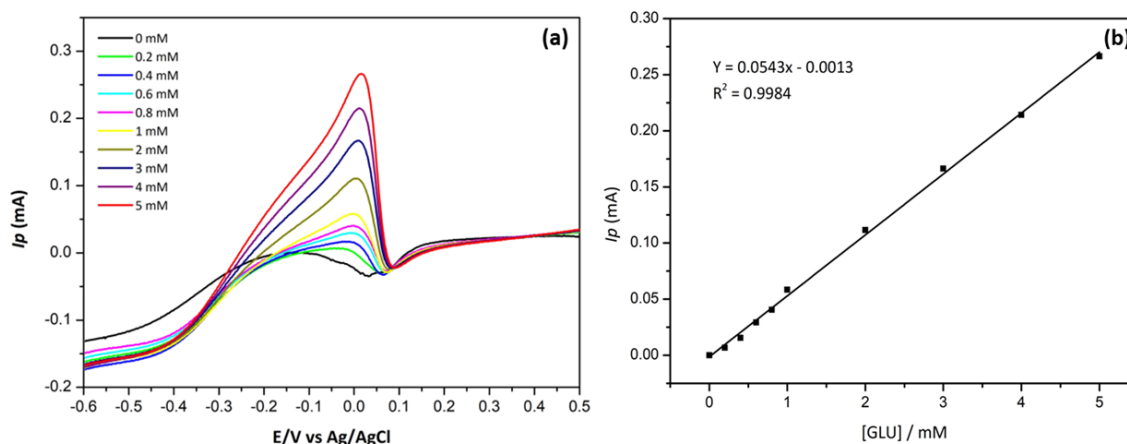 (a)
0 mM
0.2 mM
0.4 mM
0.6 mM
0.8 mM
1 mM
2 mM
3 mM
4 mM
5 mM
0.3
0.2
0.1
0.0
-0.1
-0.2
Ip (mA)
-0.6 -0.5 -0.4 -0.3 -0.2 -0.1 0.0 0.1 0.2 0.3 0.4 0.5
E/V vs Ag/AgCl
(b)
Y = 0.0543x - 0.0013
R² = 0.9984
0.30
0.25
0.20
0.15
0.10
0.05
0.00
Ip (mA)
0 1 2 3 4 5
[GLU] / mM